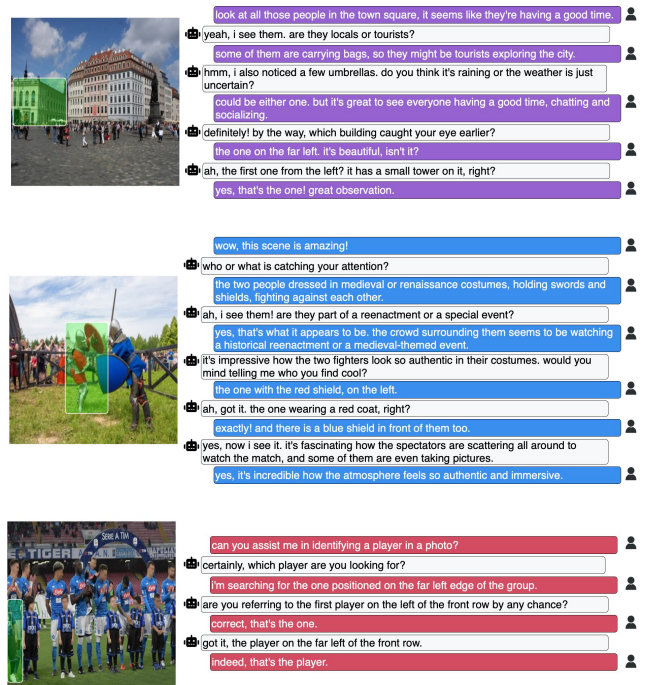 look at all those people in the town square, it seems like they're having a good time.
yeah, i see them. are they locals or tourists?
some of them are carrying bags, so they might be tourists exploring the city.
hmm, i also noticed a few umbrellas. do you think it's raining or the weather is just
uncertain?
could be either one. but it's great to see everyone having a good time, chatting and
socializing.
definitely! by the way, which building caught your eye earlier?
the one on the far left. it's beautiful, isn't it?
ah, the first one from the left? it has a small tower on it, right?
yes, that's the one! great observation.
wow, this scene is amazing!
who or what is catching your attention?
the two people dressed in medieval or renaissance costumes, holding swords and
shields, fighting against each other.
ah, i see them! are they part of a reenactment or a special event?
yes, that's what it appears to be. the crowd surrounding them seems to be watching
a historical reenactment or a medieval-themed event.
it's impressive how the two fighters look so authentic in their costumes. would you
mind telling me who you find cool?
the one with the red shield, on the left.
ah, got it. the one wearing a red coat, right?
exactly! and there is a blue shield in front of them too.
yes, now i see it. it's fascinating how the spectators are scattering all around to
watch the match, and some of them are even taking pictures.
yes, it's incredible how the atmosphere feels so authentic and immersive.
SERIE A TIM
TIGER
can you assist me in identifying a player in a photo?
certainly, which player are you looking for?
i'm searching for the one positioned on the far left edge of the group.
are you referring to the first player on the left of the front row by any chance?
correct, that's the one.
got it, the player on the far left of the front row.
indeed, that's the player.